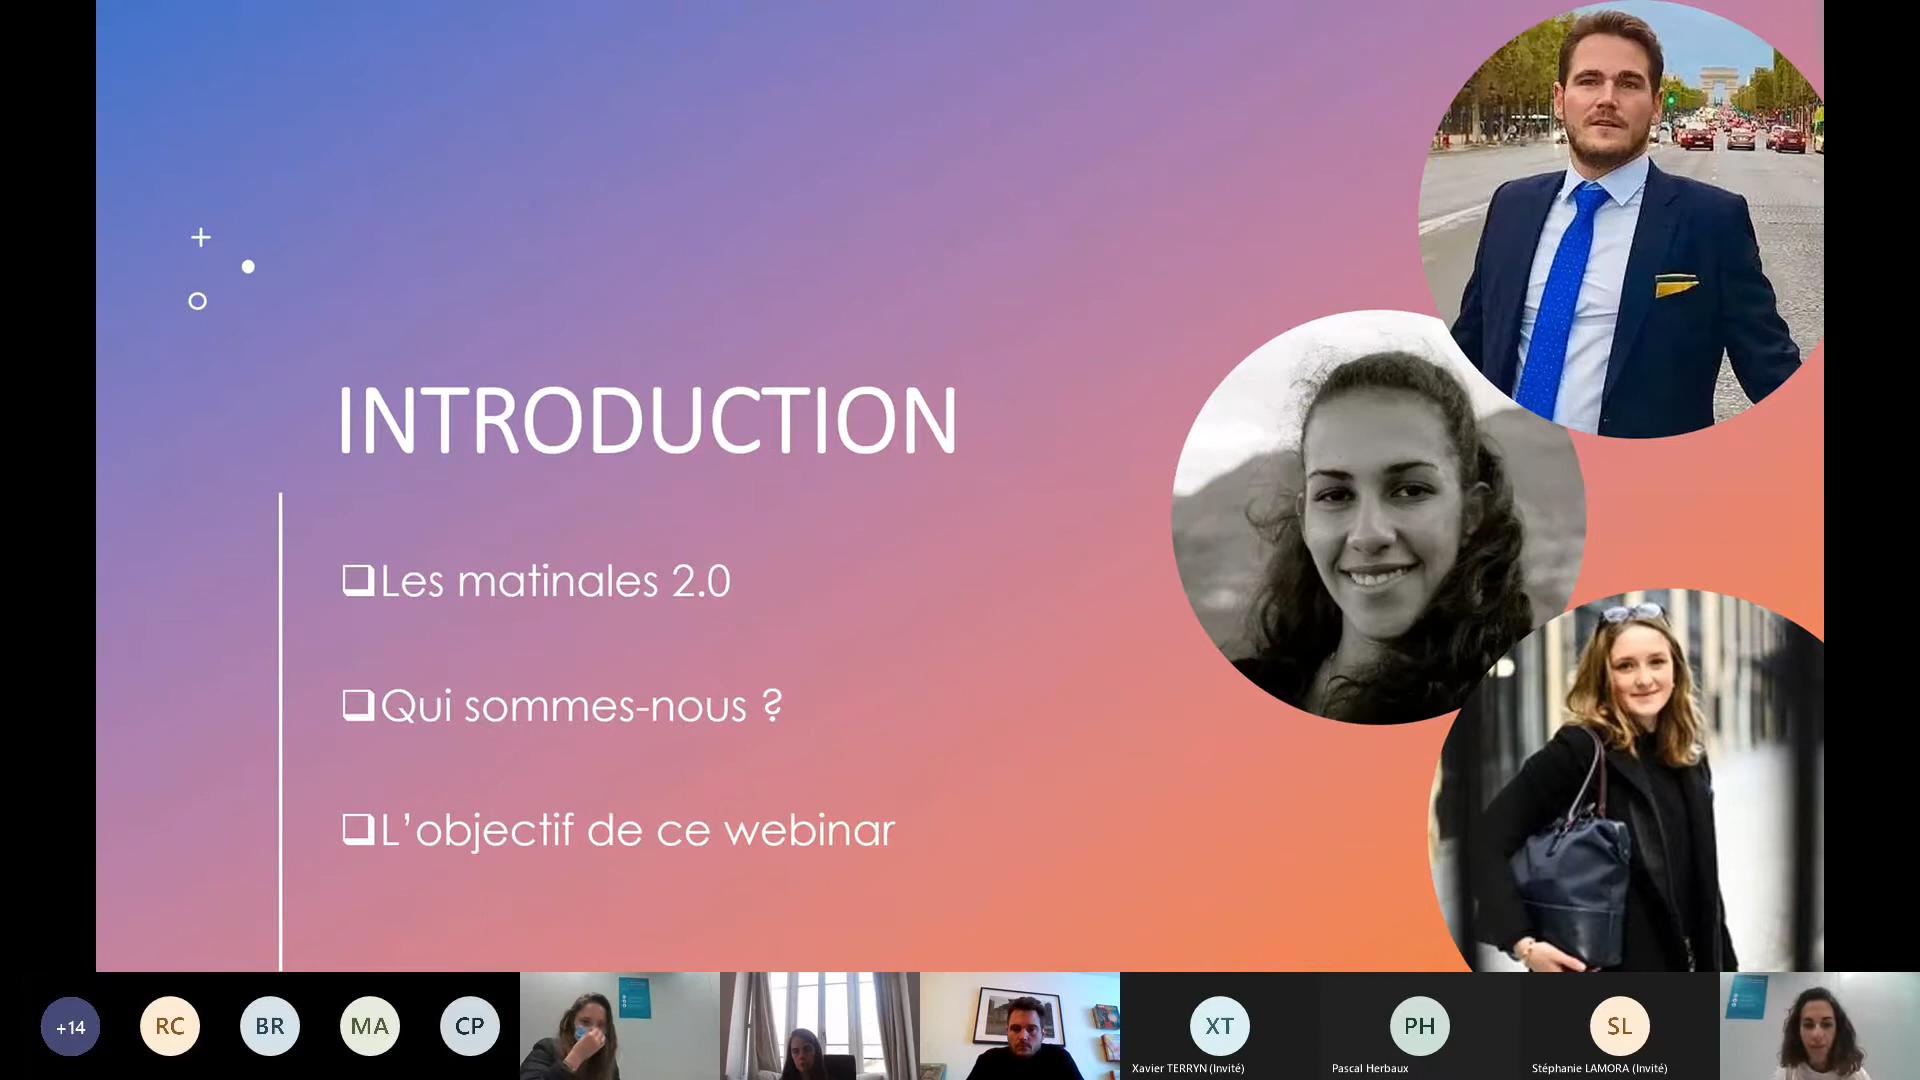 INTRODUCTION
Les matinales 2.0
Qui sommes-nous ?
L’objectif de ce webinar
+14
RC
BR
MA
CP
XT
Xavier TERRYN (Invité)
PH
Pascal Herbaux
SL
Stéphanie LAMORA (Invité)